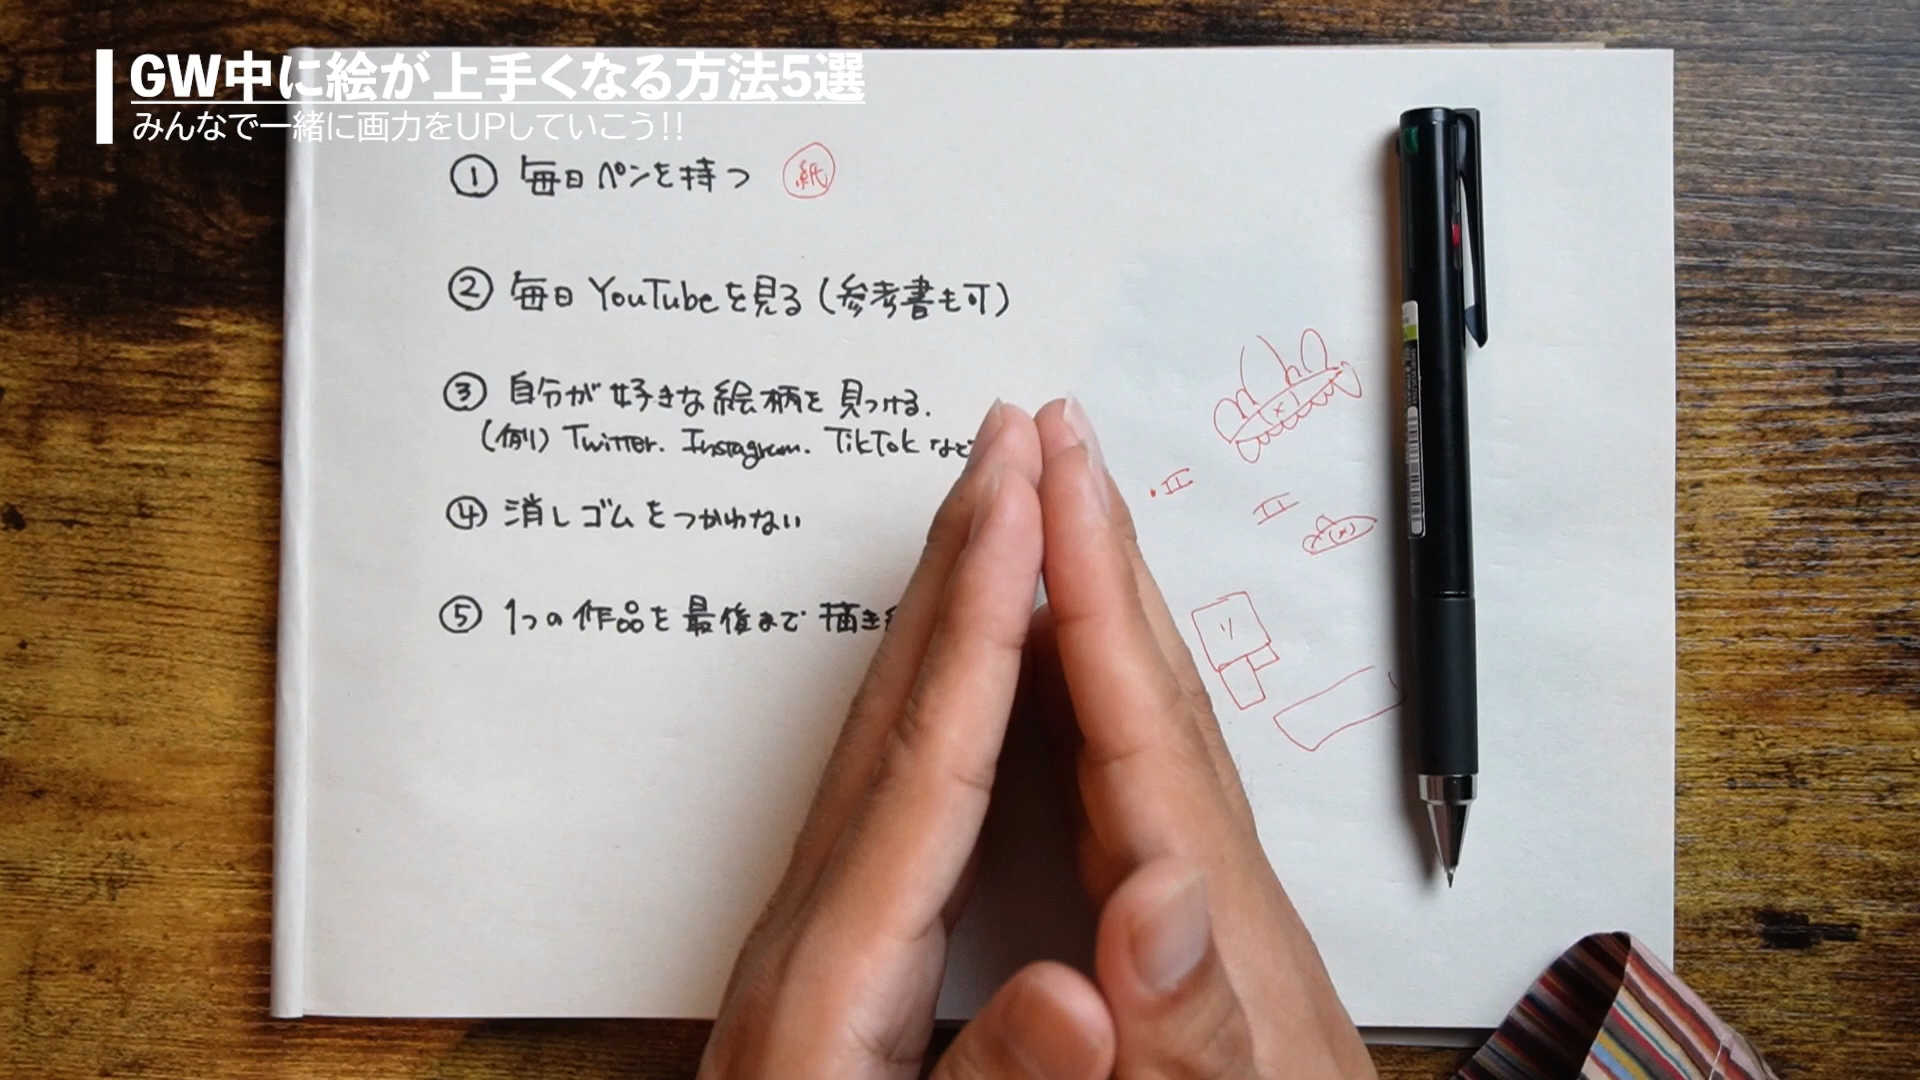 GW中に絵が上手くなる方法5選
みんなで一緒に画力をUPしていこう!!
① 毎日ペンを持つ 紙
② 毎日YouTubeを見る(参考書も可)
③ 自分が好きな絵柄を見つける.
(例) Twitter. Instagram. TikTok など
④ 消しゴムをつかわない
⑤ 1つの作品を最後まで描き